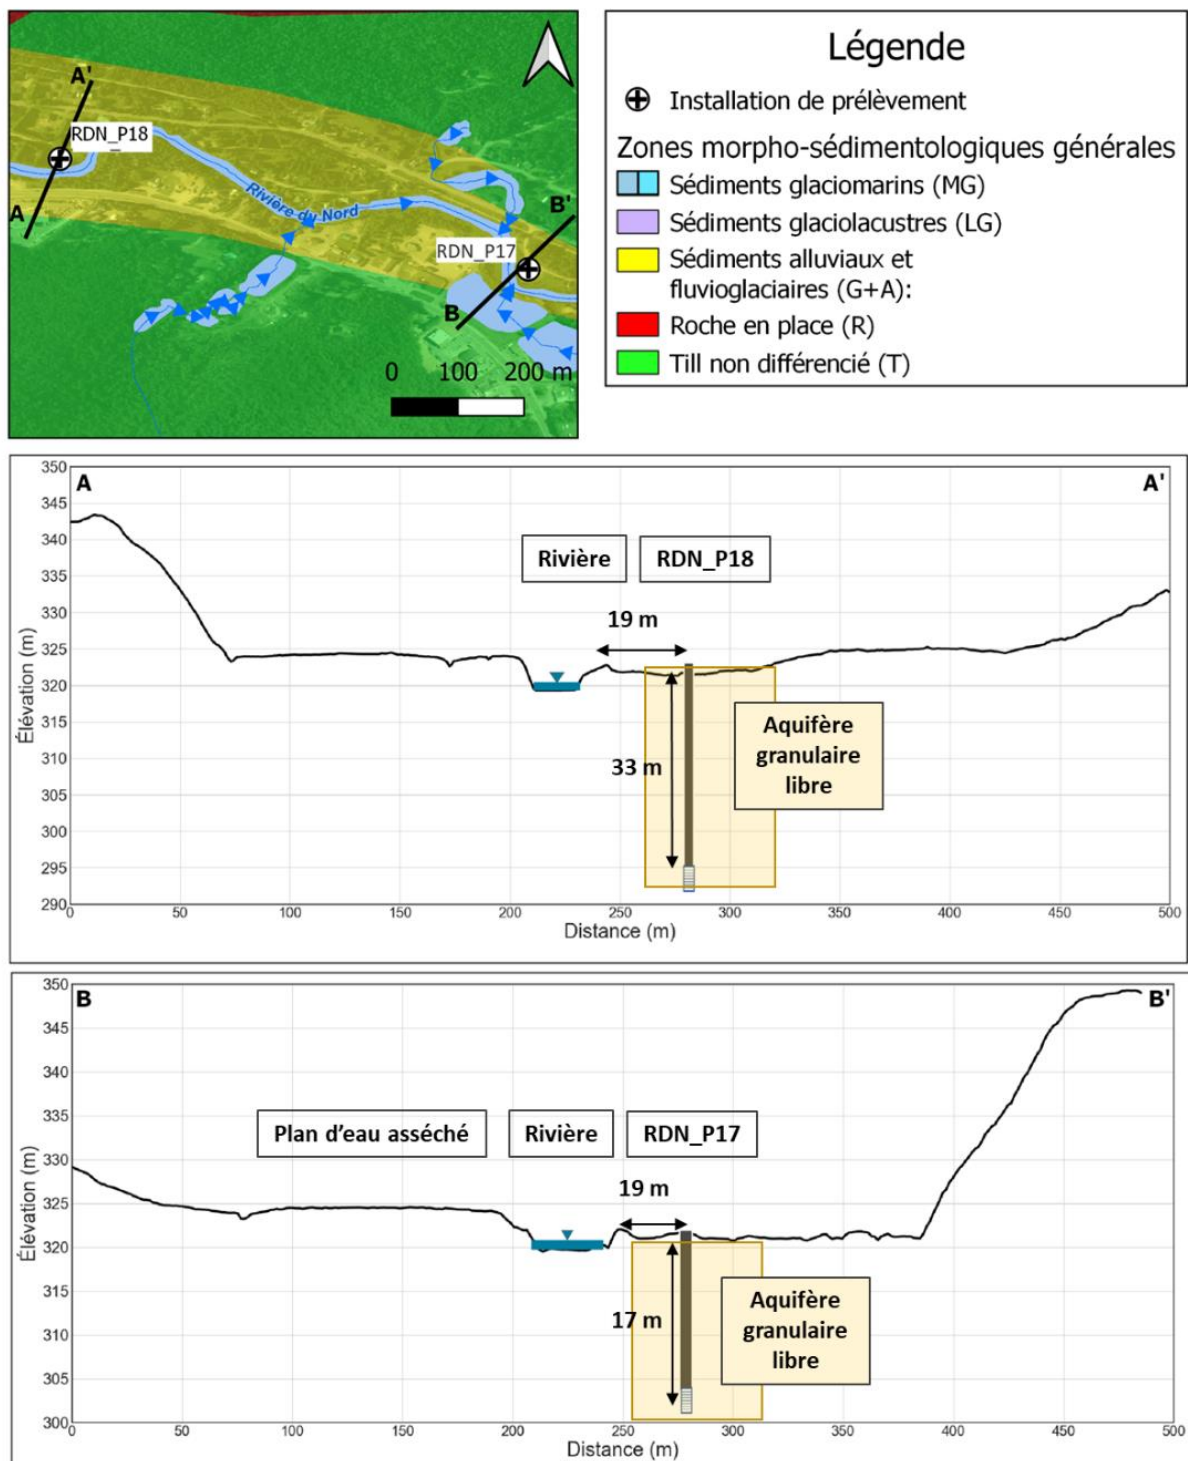 A'
RDN_P18
Rivière du Nord
A
B'
RDN_P17
B
0 100 200 m
Légende
Installation de prélèvement
Zones morpho-sédimentologiques générales
Sédiments glaciomarins (MG)
Sédiments glaciolacustres (LG)
Sédiments alluviaux et
fluvioglaciaires (G+A):
Roche en place (R)
Till non différencié (T)
A
A'
Rivière
RDN_P18
19 m
33 m
Aquifère
granulaire
libre
Élévation (m)
350
345
340
335
330
325
320
315
310
305
300
295
290
0 50 100 150 200 250 300 350 400 450 500
Distance (m)
B
B'
Plan d'eau asséché
Rivière
RDN_P17
19 m
17 m
Aquifère
granulaire
libre
Élévation (m)
350
345
340
335
330
325
320
315
310
305
300
0 50 100 150 200 250 300 350 400 450 500
Distance (m)